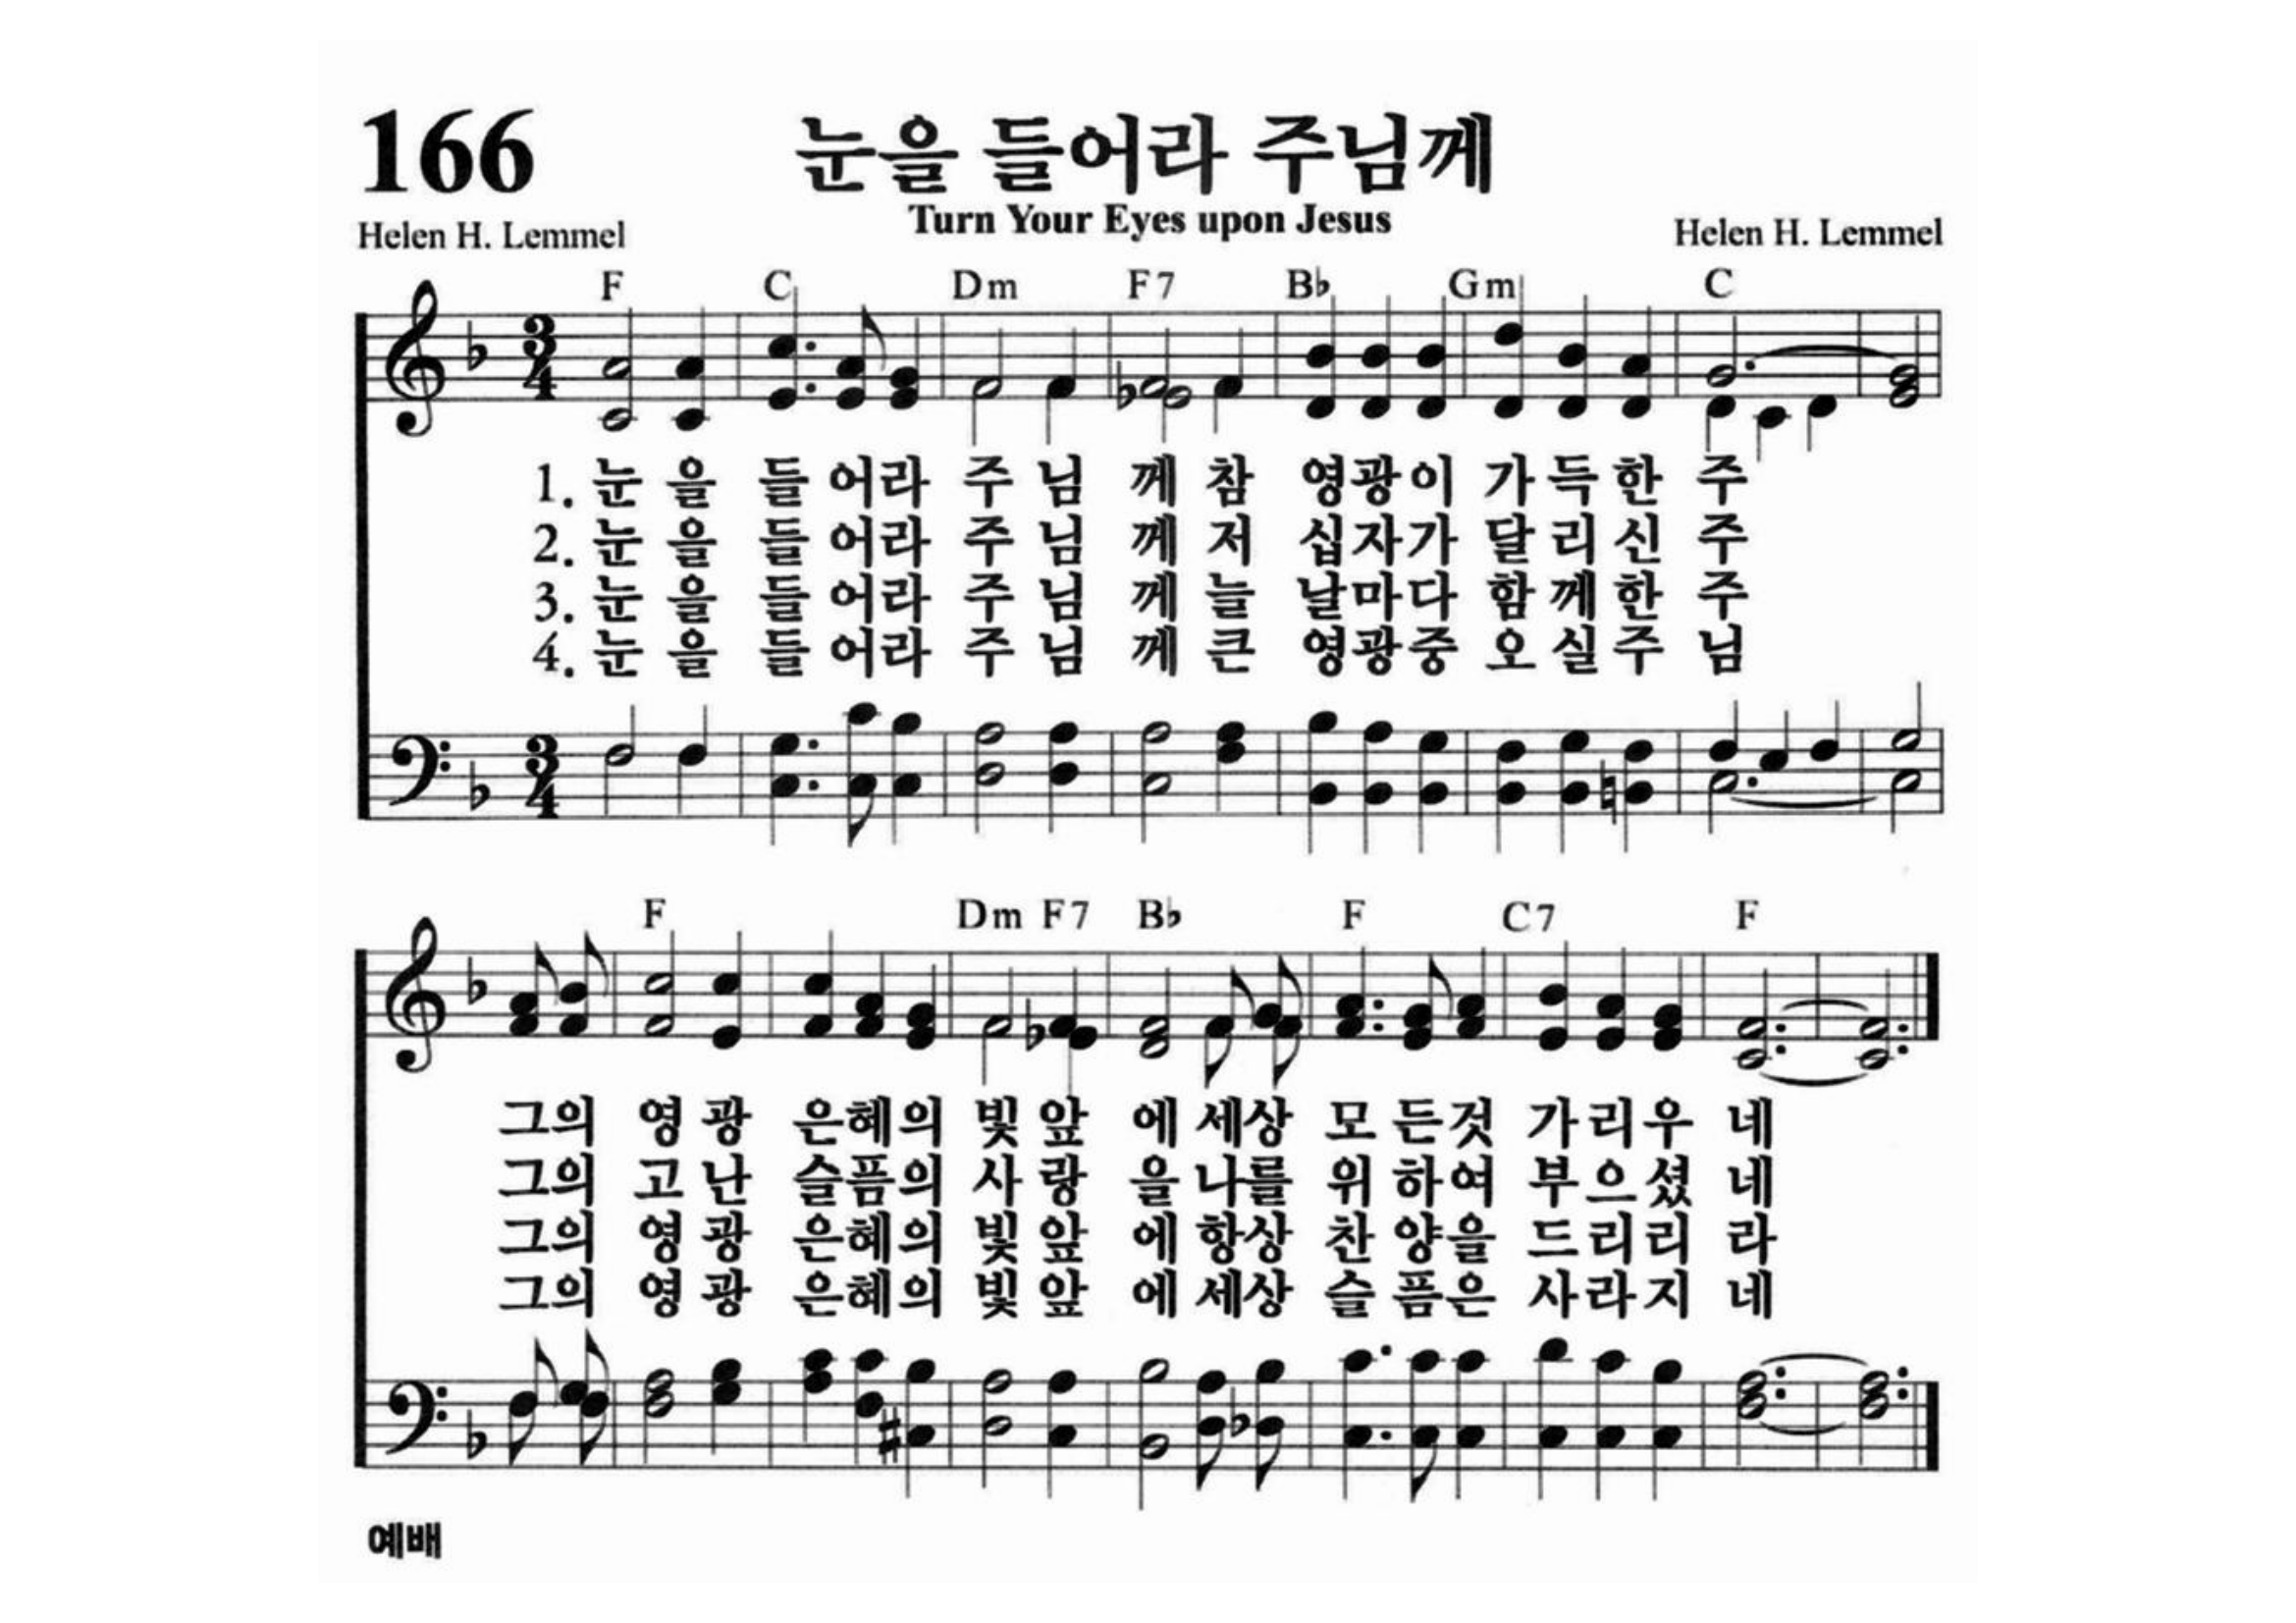 166
눈을 들어라 주님께
Turn Your Eyes upon Jesus
Helen H. Lemmel
Helen H. Lemmel
F C Dm F7 B♭ Gm C
3 4
1. 눈 을 들 어라 주 님 께 참 영광이 가 득 한 주
2. 눈 을 들 어라 주 님 께 저 십자가 달 리 신 주
3. 눈 을 들 어라 주 님 께 늘 날마다 함 께 한 주
4. 눈 을 들 어라 주 님 께 큰 영광중 오 실 주 님
3 4
F Dm F7 B♭ F C7 F
그의 영 광 은혜의 빛 앞 에 세상 모 든것 가리우 네
그의 고 난 슬픔의 사 랑 을 나를 위 하여 부으셨 네
그의 영 광 은혜의 빛 앞 에 항상 찬 양을 드리리 라
그의 영 광 은혜의 빛 앞 에 세상 슬 픔은 사라지 네
예배